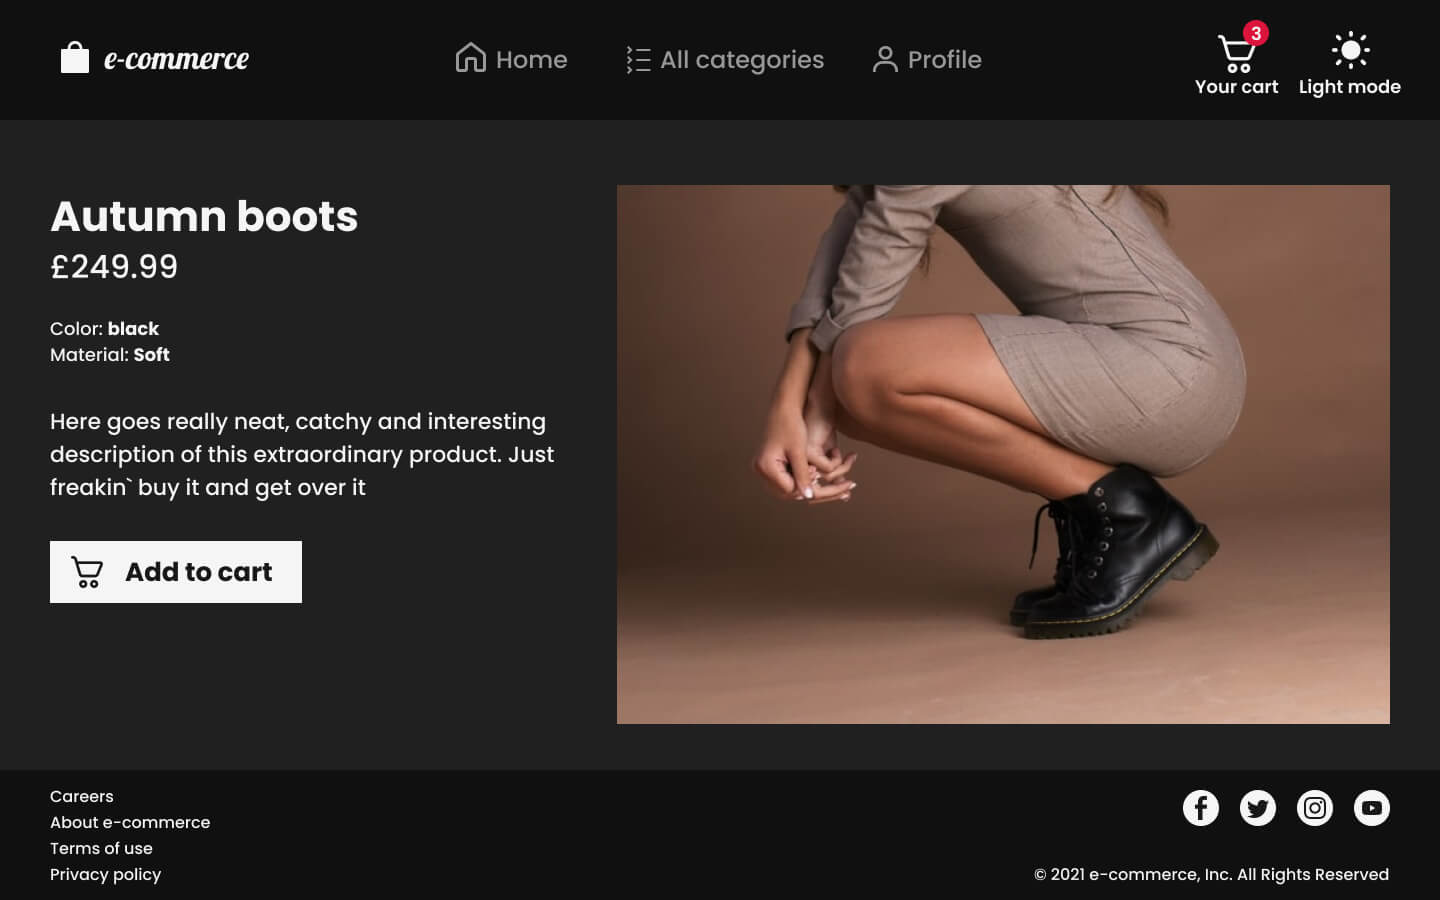 e-commerce
Home
All categories
Profile
3
Your cart
Light mode
Autumn boots
£249.99
Color: black
Material: Soft
Here goes really neat, catchy and interesting
description of this extraordinary product. Just
freakin` buy it and get over it
Add to cart
Careers
About e-commerce
Terms of use
Privacy policy
© 2021 e-commerce, Inc. All Rights Reserved